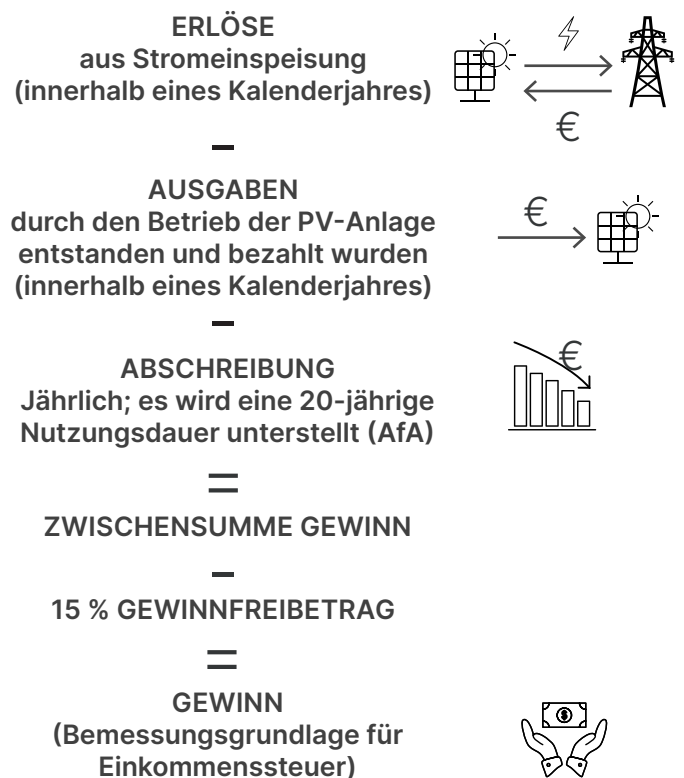 ERLÖSE
aus Stromeinspeisung
(innerhalb eines Kalenderjahres)
€
-
AUSGABEN
durch den Betrieb der PV-Anlage
entstanden und bezahlt wurden
(innerhalb eines Kalenderjahres)
€
-
ABSCHREIBUNG
Jährlich; es wird eine 20-jährige
Nutzungsdauer unterstellt (AfA)
€
=
ZWISCHENSUMME GEWINN
-
15 % GEWINNFREIBETRAG
=
GEWINN
(Bemessungsgrundlage für
Einkommenssteuer)
$